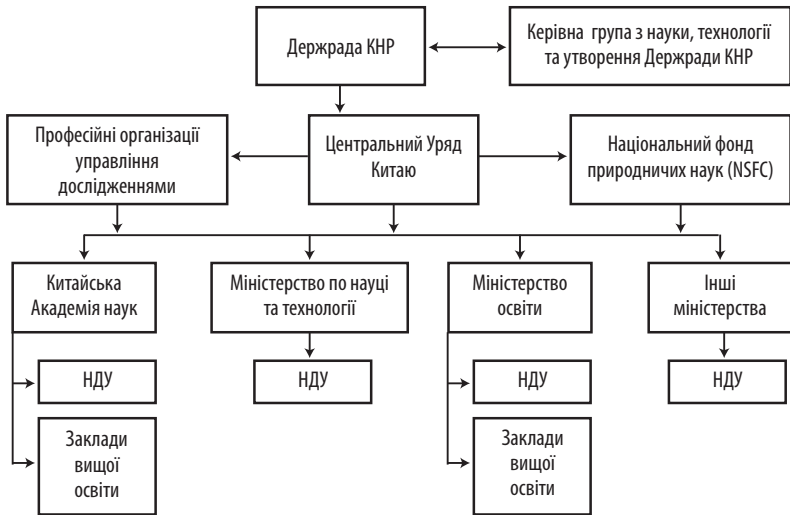 Держрада КНР
Керівна група з науки, технології
та утворення Держради КНР
Професійні організації
управління
дослідженнями
Центральний Уряд
Китаю
Національний фонд
природничих наук (NSFC)
Китайська
Академія наук
Міністерство по науці
та технології
Міністерство
освіти
Інші
міністерства
НДУ
НДУ
НДУ
НДУ
Заклади
вищої
освіти
Заклади
вищої
освіти